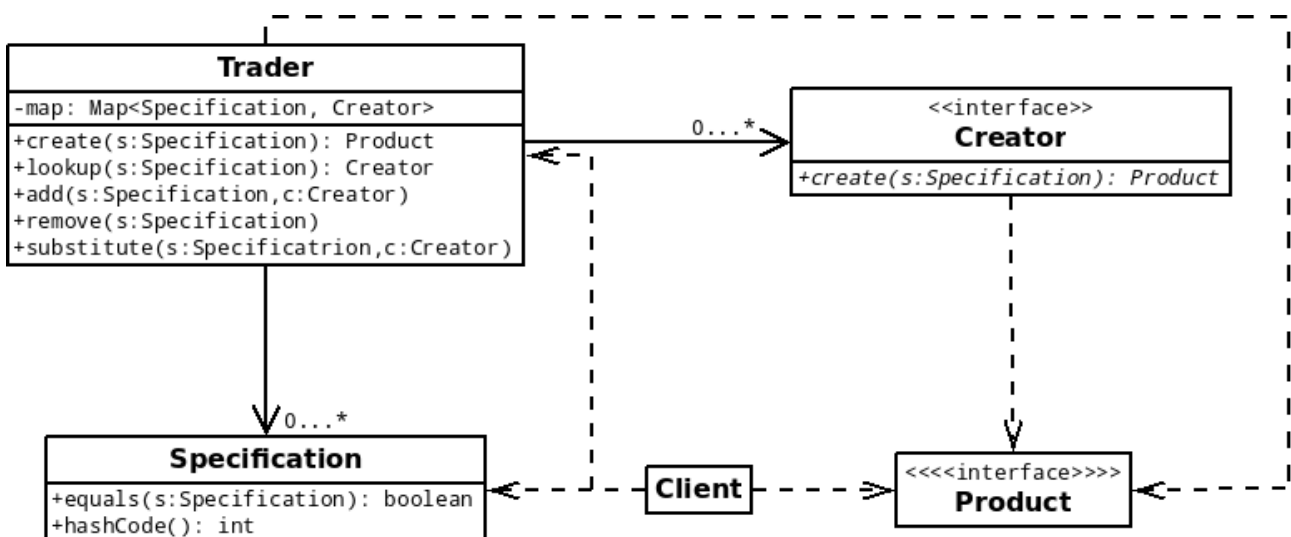 Trader
-map: Map<Specification, Creator>
+create(s:Specification): Product
+lookup(s:Specification): Creator
+add(s:Specification,c:Creator)
+remove(s:Specification)
+substitute(s:Specificatrion,c:Creator)
0...*
<<interface>>
Creator
+create(s:Specification): Product
0...*
Specification
+equals(s:Specification): boolean
+hashCode(): int
Client
<<<<interface>>>>
Product